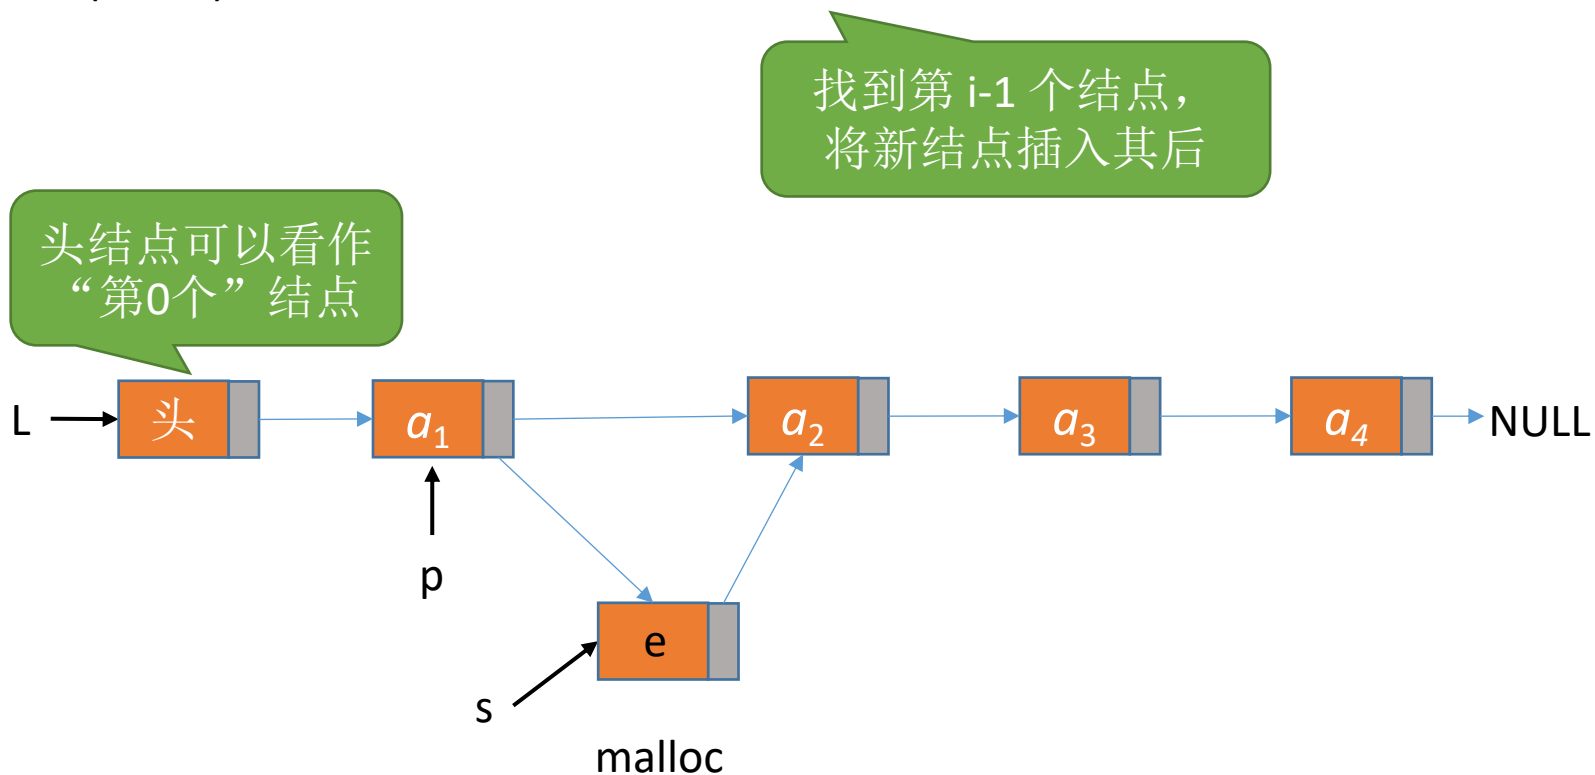 找到第 i-1 个结点，
将新结点插入其后
头结点可以看作
“第0个”结点
L
头
a₁
a₂
a₃
a₄
NULL
p
e
s
malloc